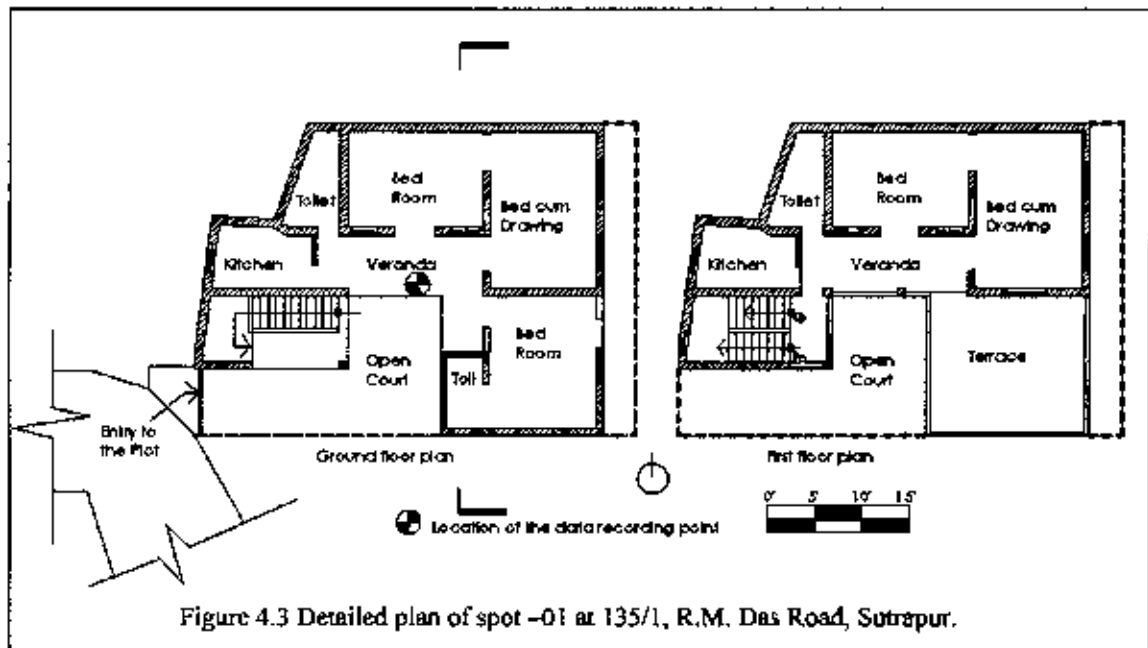 Toilet
Bed
Room
Bed cum
Drawing
Kitchen
Veranda
Bed
Room
Open
Court
Toil
Entry to
the Plot
Ground floor plan
Toilet
Bed
Room
Bed cum
Drawing
Kitchen
Veranda
Open
Court
Terrace
First floor plan
0' 5' 10' 15'
Location of the data recording point
Figure 4.3 Detailed plan of spot –01 at 135/1, R.M. Das Road, Sutrapur.